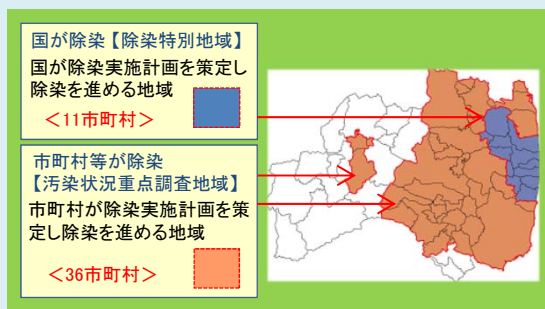 国が除染【除染特別地域】
国が除染実施計画を策定し
除染を進める地域
<11市町村>
市町村等が除染
【汚染状況重点調査地域】
市町村が除染実施計画を策
定し除染を進める地域
<36市町村>